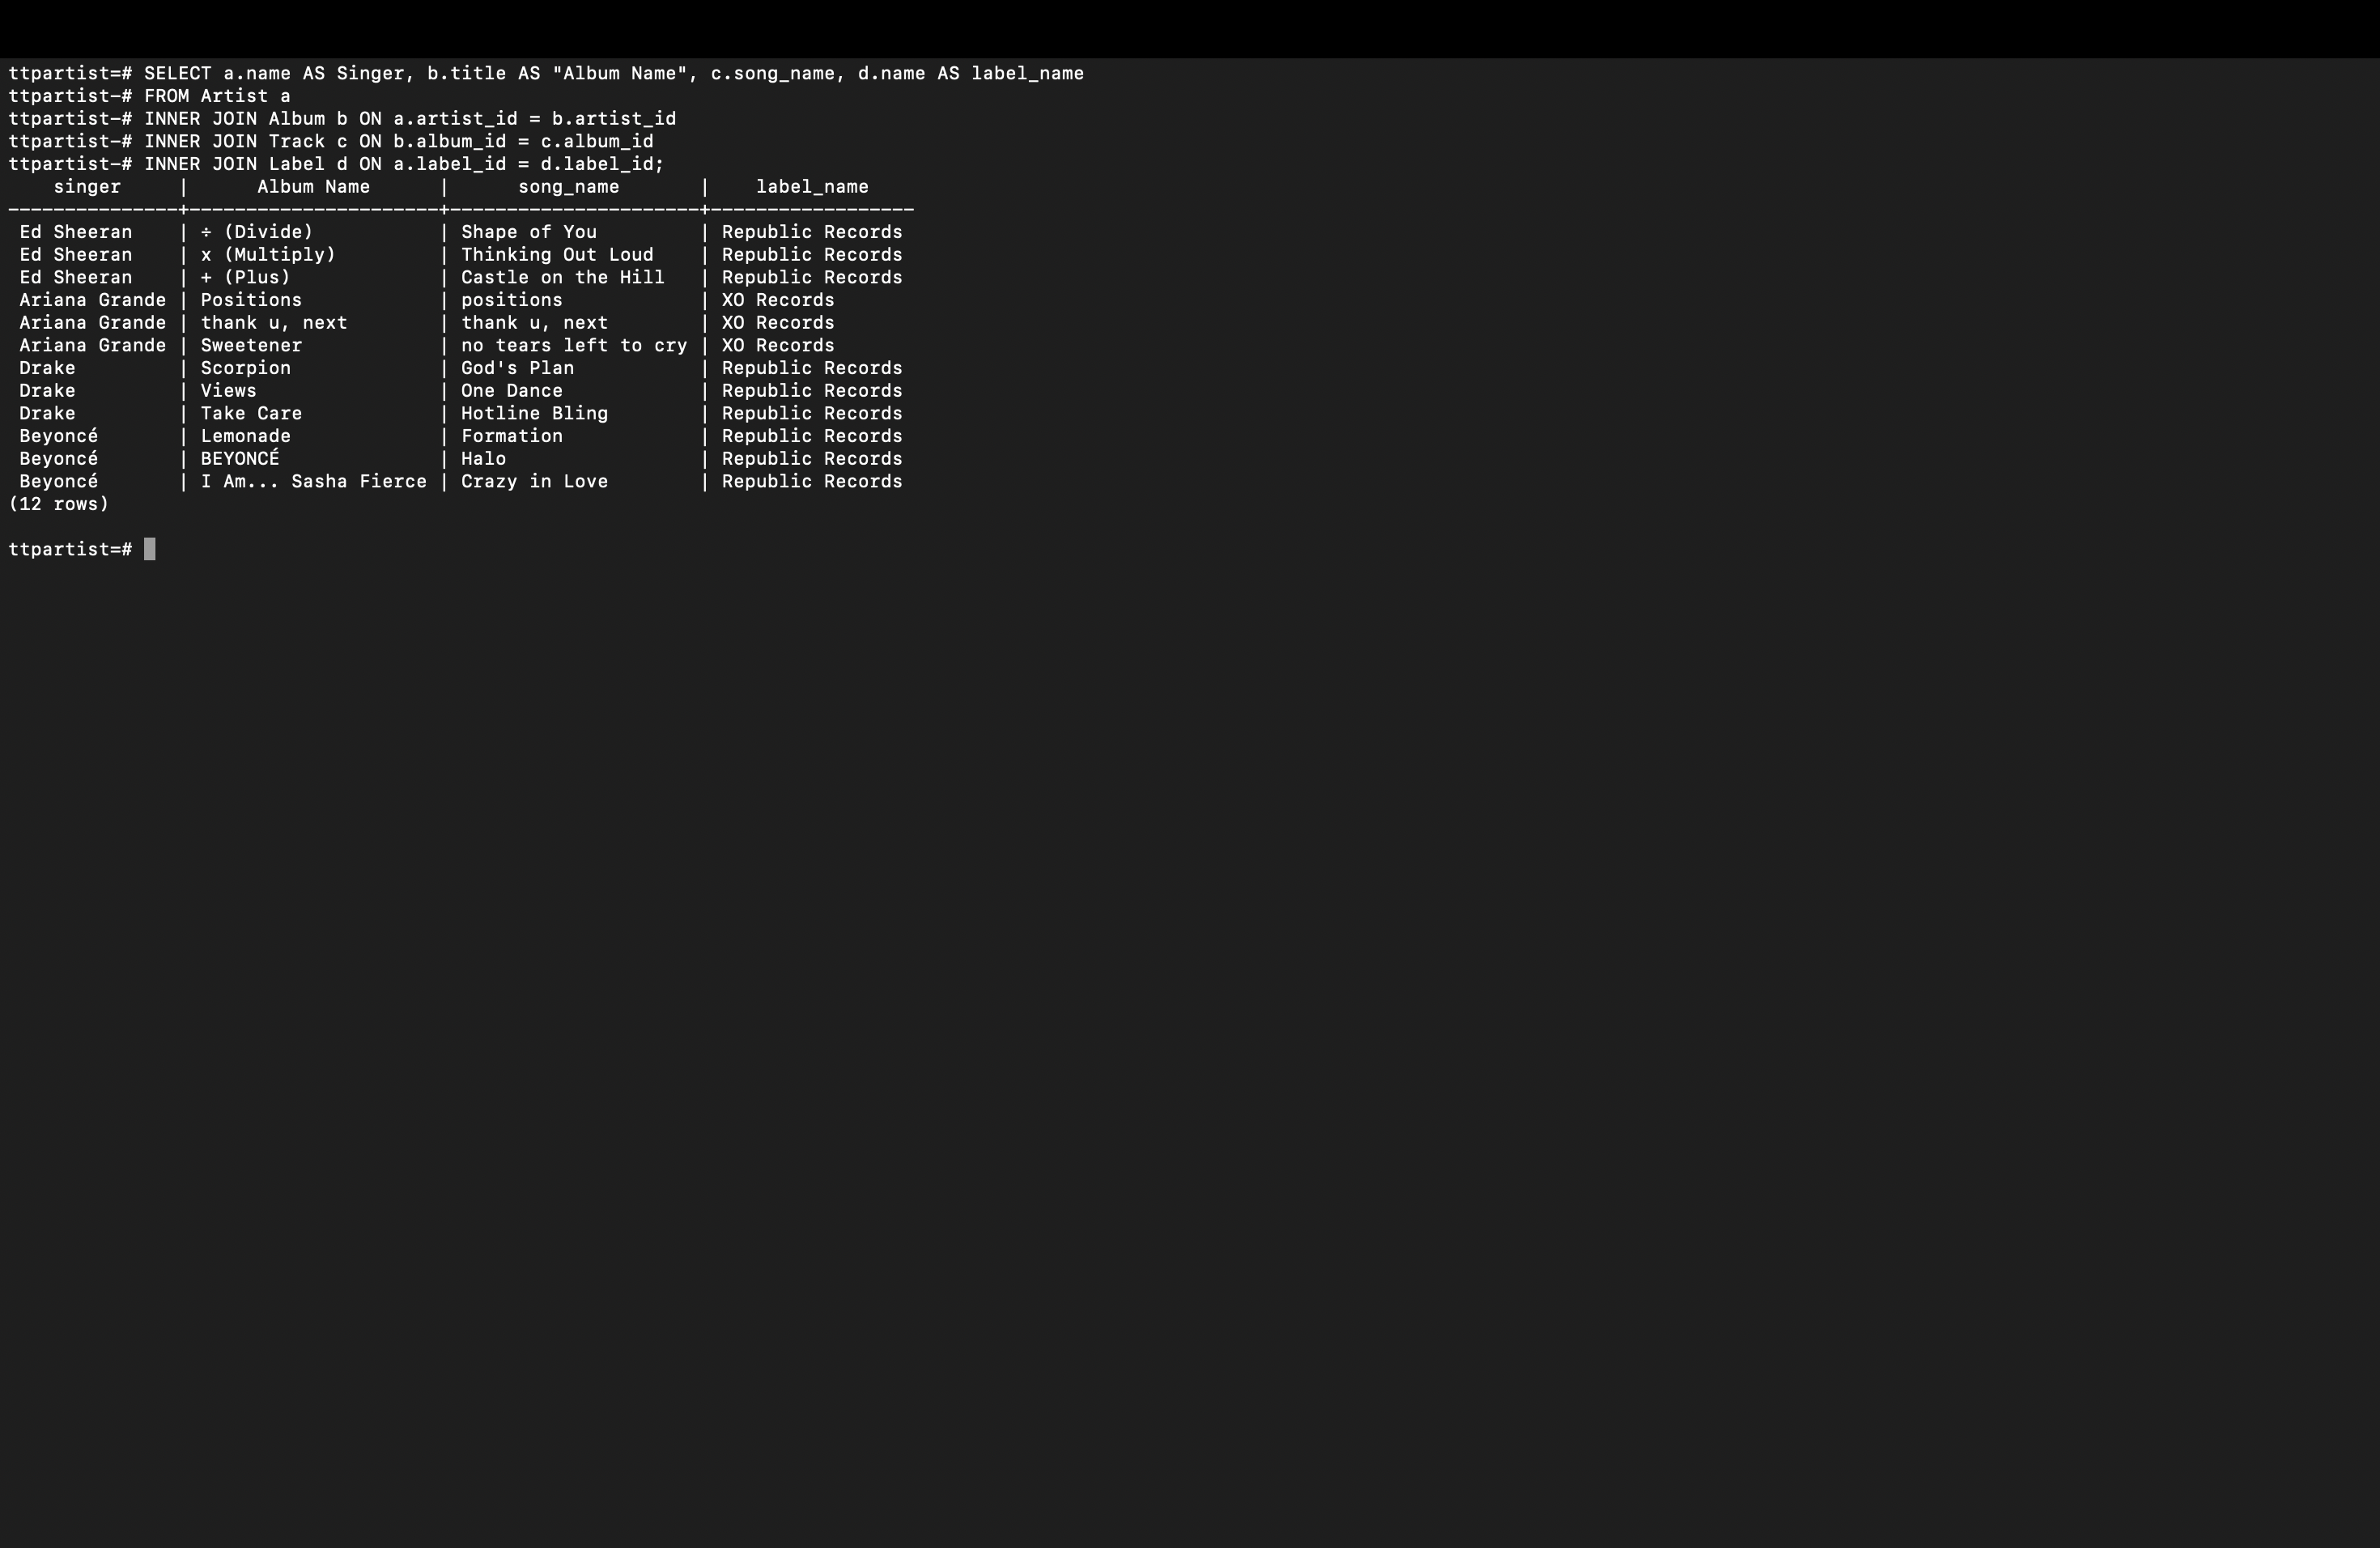 ttpartist=# SELECT a.name AS Singer, b.title AS "Album Name", c.song_name, d.name AS label_name
ttpartist-# FROM Artist a
ttpartist-# INNER JOIN Album b ON a.artist_id = b.artist_id
ttpartist-# INNER JOIN Track c ON b.album_id = c.album_id
ttpartist-# INNER JOIN Label d ON a.label_id = d.label_id;
    singer     |      Album Name      |      song_name       |   label_name
---------------+----------------------+----------------------+------------------
 Ed Sheeran    | ÷ (Divide)           | Shape of You         | Republic Records
 Ed Sheeran    | x (Multiply)         | Thinking Out Loud    | Republic Records
 Ed Sheeran    | + (Plus)             | Castle on the Hill   | Republic Records
 Ariana Grande | Positions            | positions            | XO Records
 Ariana Grande | thank u, next        | thank u, next        | XO Records
 Ariana Grande | Sweetener            | no tears left to cry | XO Records
 Drake         | Scorpion             | God's Plan           | Republic Records
 Drake         | Views                | One Dance            | Republic Records
 Drake         | Take Care            | Hotline Bling        | Republic Records
 Beyoncé       | Lemonade             | Formation            | Republic Records
 Beyoncé       | BEYONCÉ              | Halo                 | Republic Records
 Beyoncé       | I Am... Sasha Fierce | Crazy in Love        | Republic Records
(12 rows)
ttpartist=#